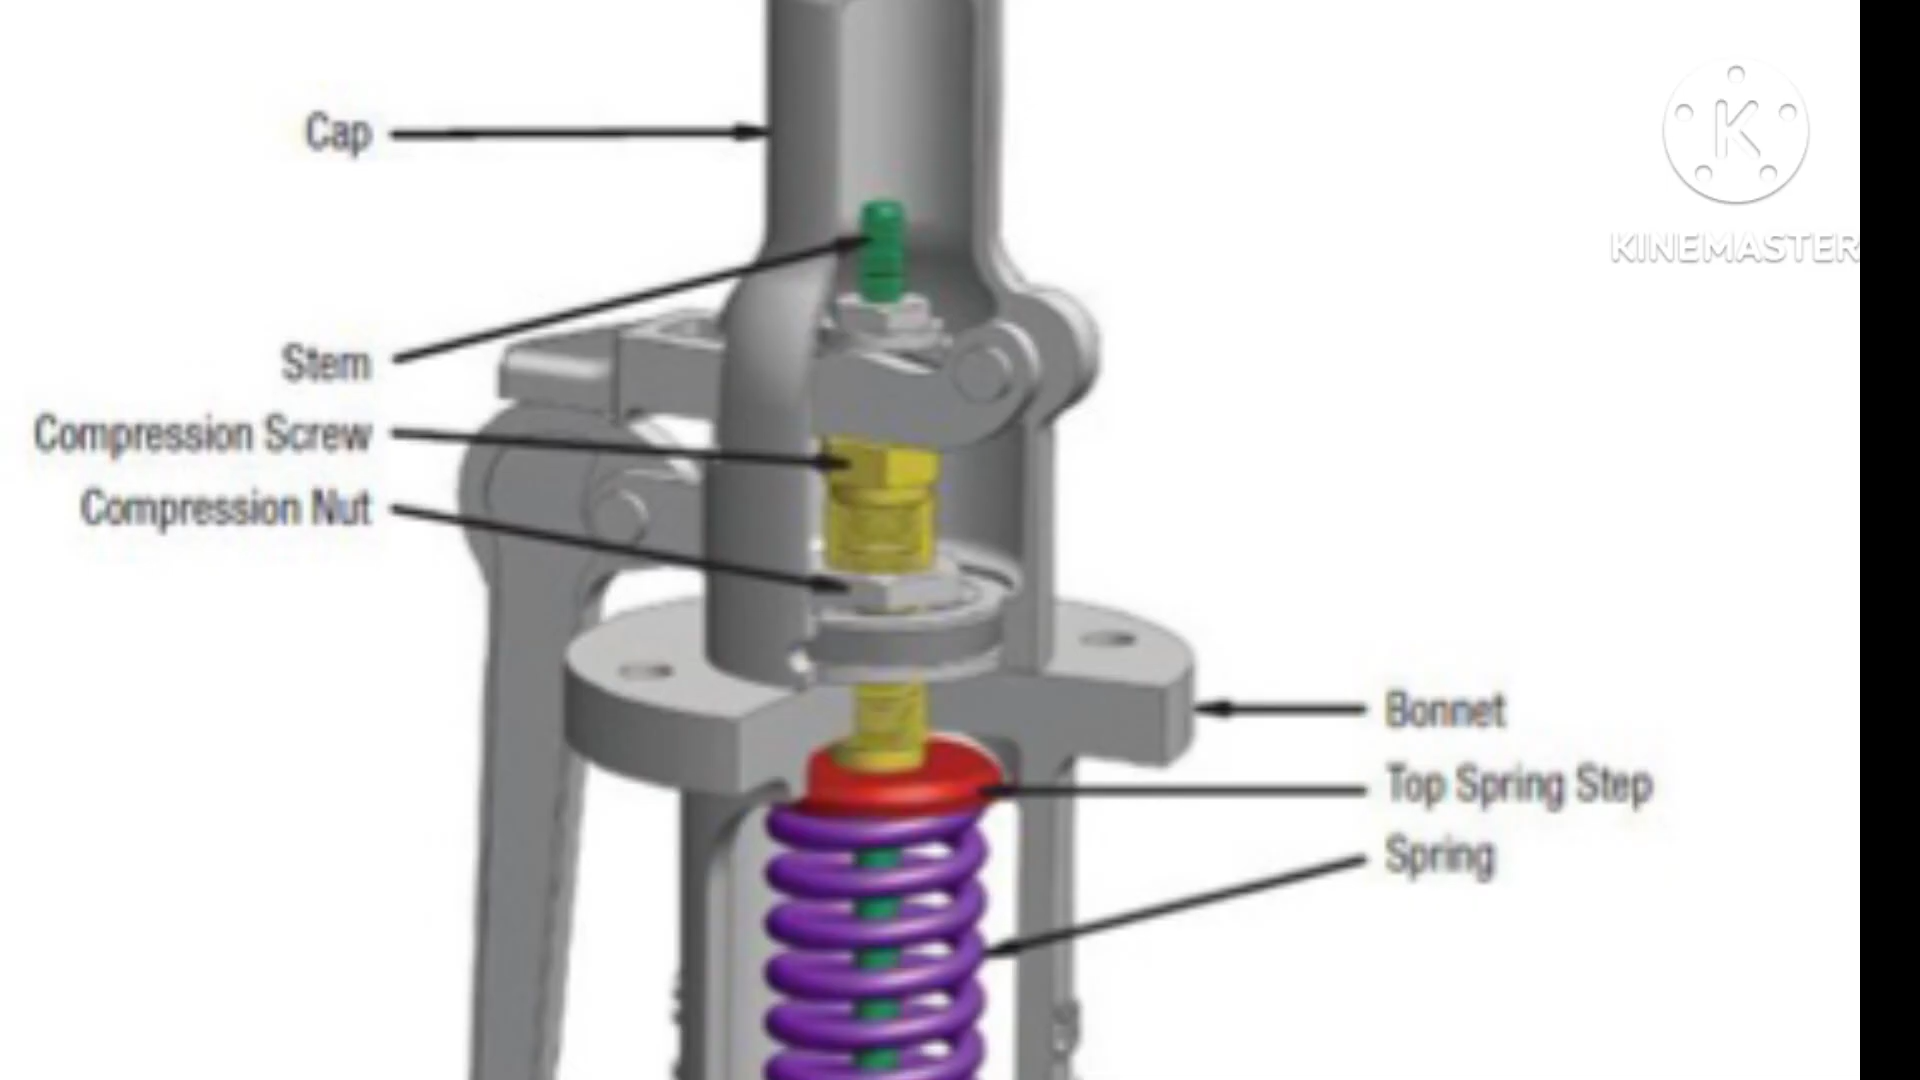 Cap
Stem
Compression Screw
Compression Nut
Bonnet
Top Spring Step
Spring
K
KINEMASTER